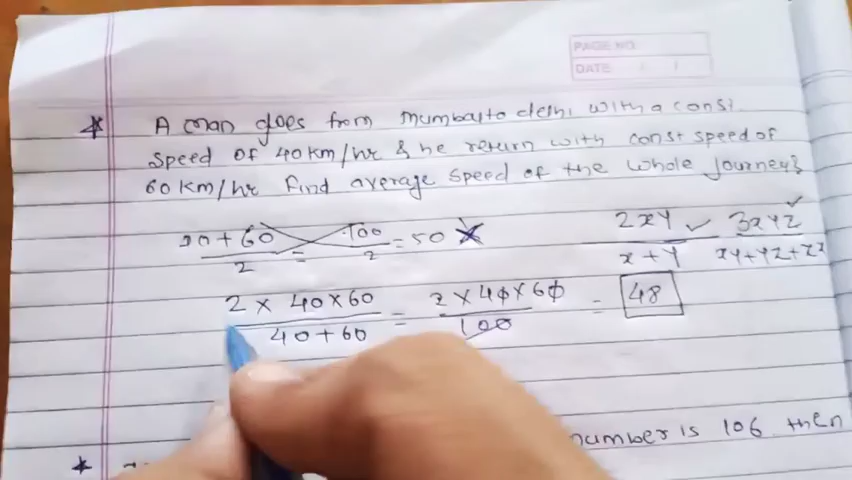 PAGE NO:
DATE: / /
* A man goes from Mumbai to delhi with a const.
speed of 40 km/hr & he return with const speed of
60 km/hr find average speed of the whole journey?
40+60/2 = 100/2 = 50 ×
2xy/x+y ✓ 3xyz/xy+yz+zx ✓
2 × 40×60/40+60 = 2×40×60/100 = 48
number is 106 then
*